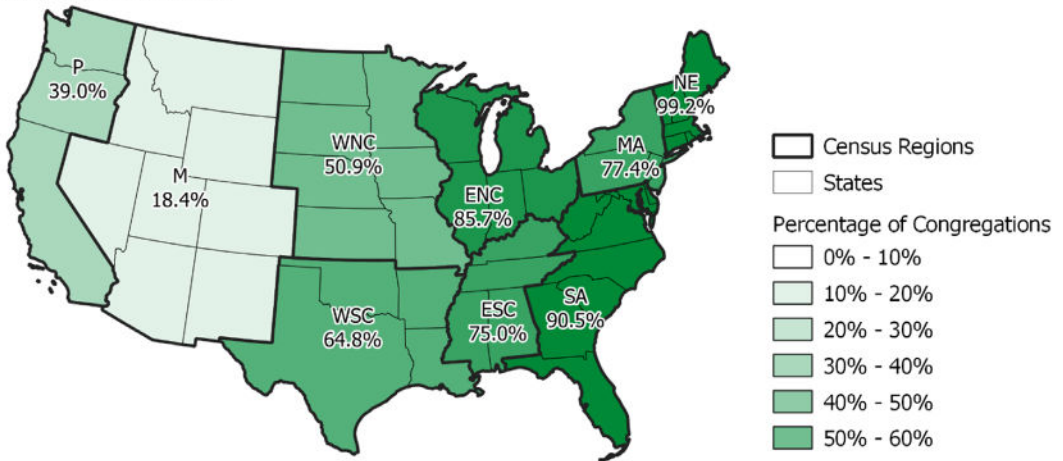 P
39.0%
M
18.4%
WNC
50.9%
WSC
64.8%
ENC
85.7%
ESC
75.0%
SA
90.5%
MA
77.4%
NE
99.2%
Census Regions
States
Percentage of Congregations
0% - 10%
10% - 20%
20% - 30%
30% - 40%
40% - 50%
50% - 60%